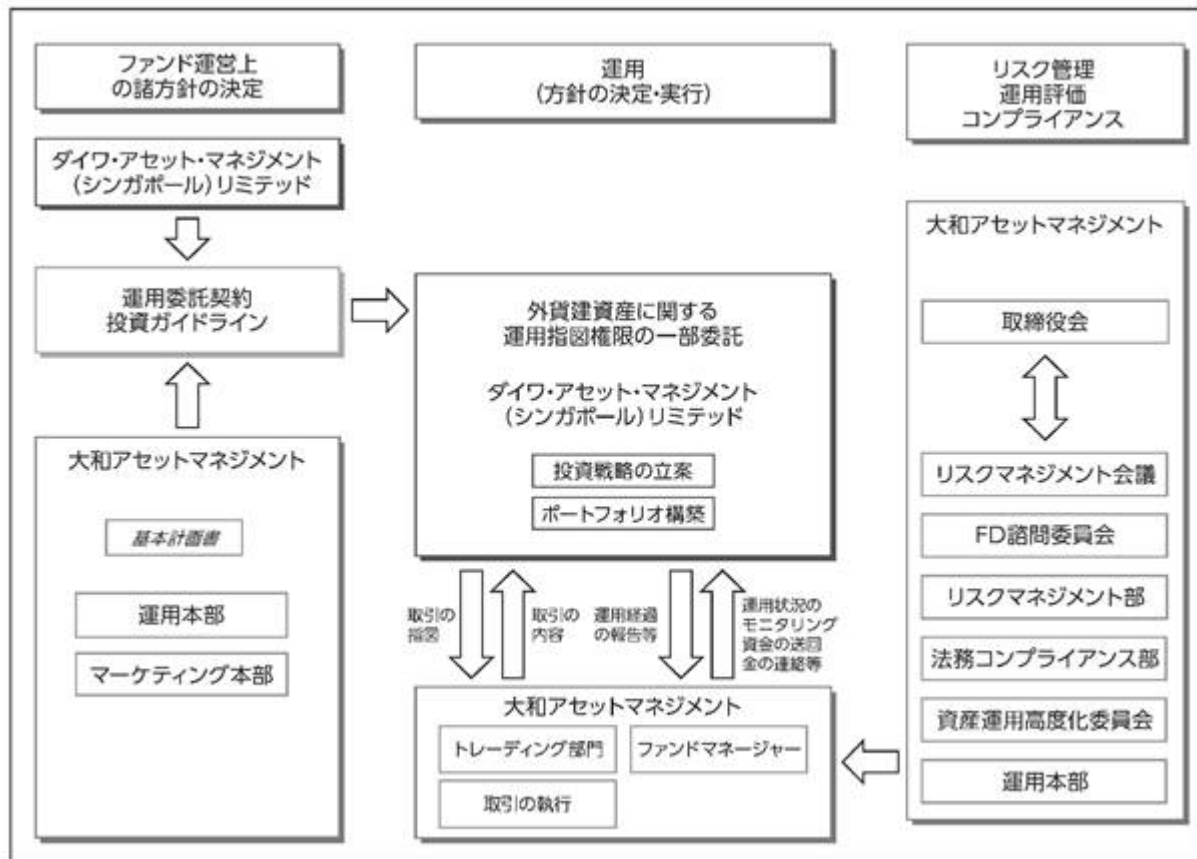 ファンド運営上
の諸方針の決定
ダイワ・アセット・マネジメント
(シンガポール)リミテッド
運用委託契約
投資ガイドライン
大和アセットマネジメント
基本計画書
運用本部
マーケティング本部
運用
(方針の決定・実行)
外貨建資産に関する
運用指図権限の一部委託
ダイワ・アセット・マネジメント
(シンガポール)リミテッド
投資戦略の立案
ポートフォリオ構築
取引の
指図
取引の
内容
運用経過
の報告等
運用状況の
モニタリング
資金の送回
金の連絡等
大和アセットマネジメント
トレーディング部門
ファンドマネージャー
取引の執行
リスク管理
運用評価
コンプライアンス
大和アセットマネジメント
取締役会
リスクマネジメント会議
FD諮問委員会
リスクマネジメント部
法務コンプライアンス部
資産運用高度化委員会
運用本部